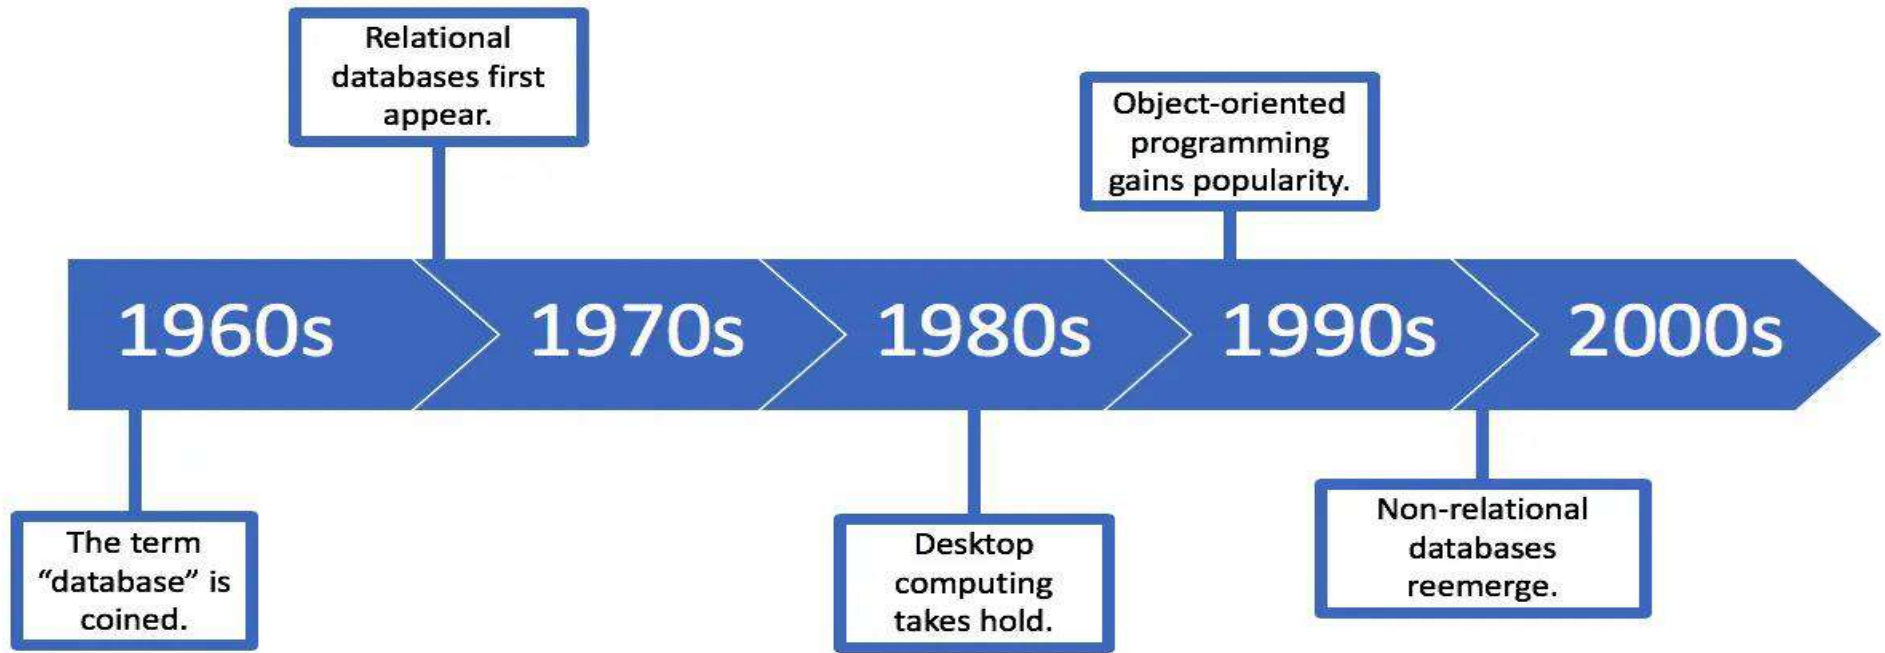 Relational
databases first
appear.
Object-oriented
programming
gains popularity.
1960s
1970s
1980s
1990s
2000s
The term
“database” is
coined.
Desktop
computing
takes hold.
Non-relational
databases
reemerge.